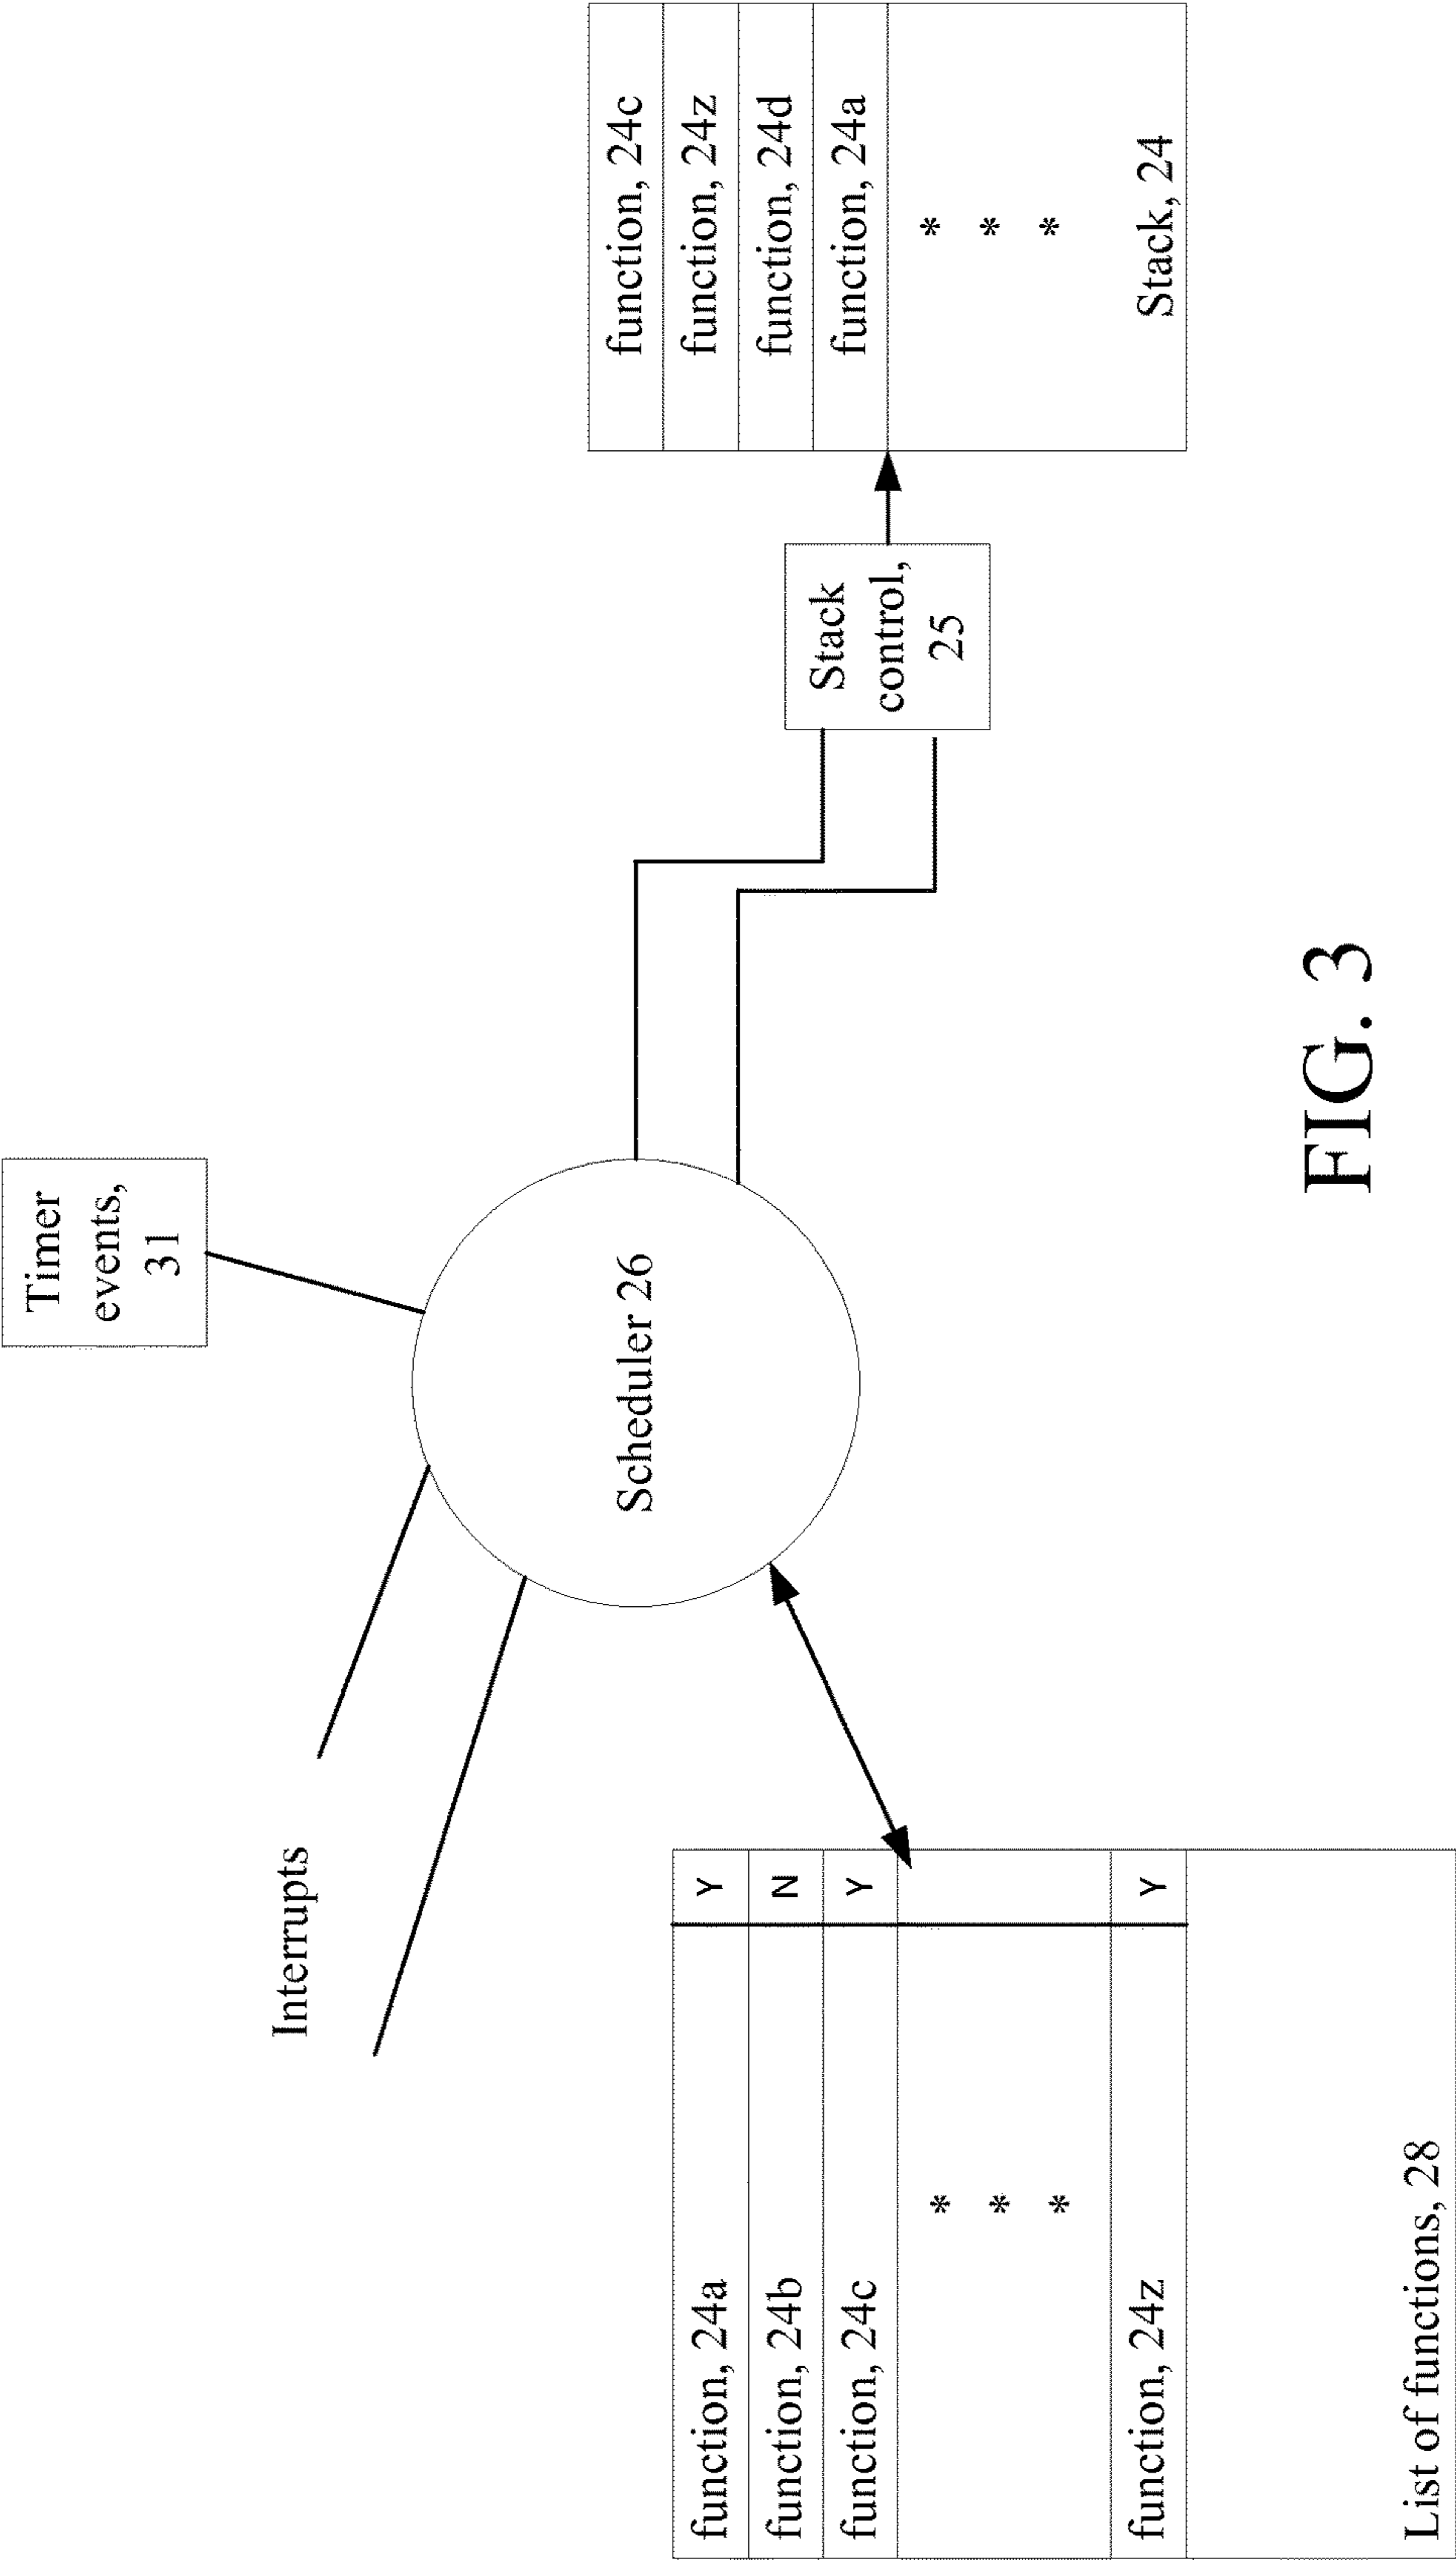 Timer
events,
31
Interrupts
Scheduler 26
function, 24a Y
function, 24b N
function, 24c Y
*
*
*
function, 24z Y
List of functions, 28
Stack
control,
25
function, 24c
function, 24z
function, 24d
function, 24a
*
*
*
Stack, 24
FIG. 3